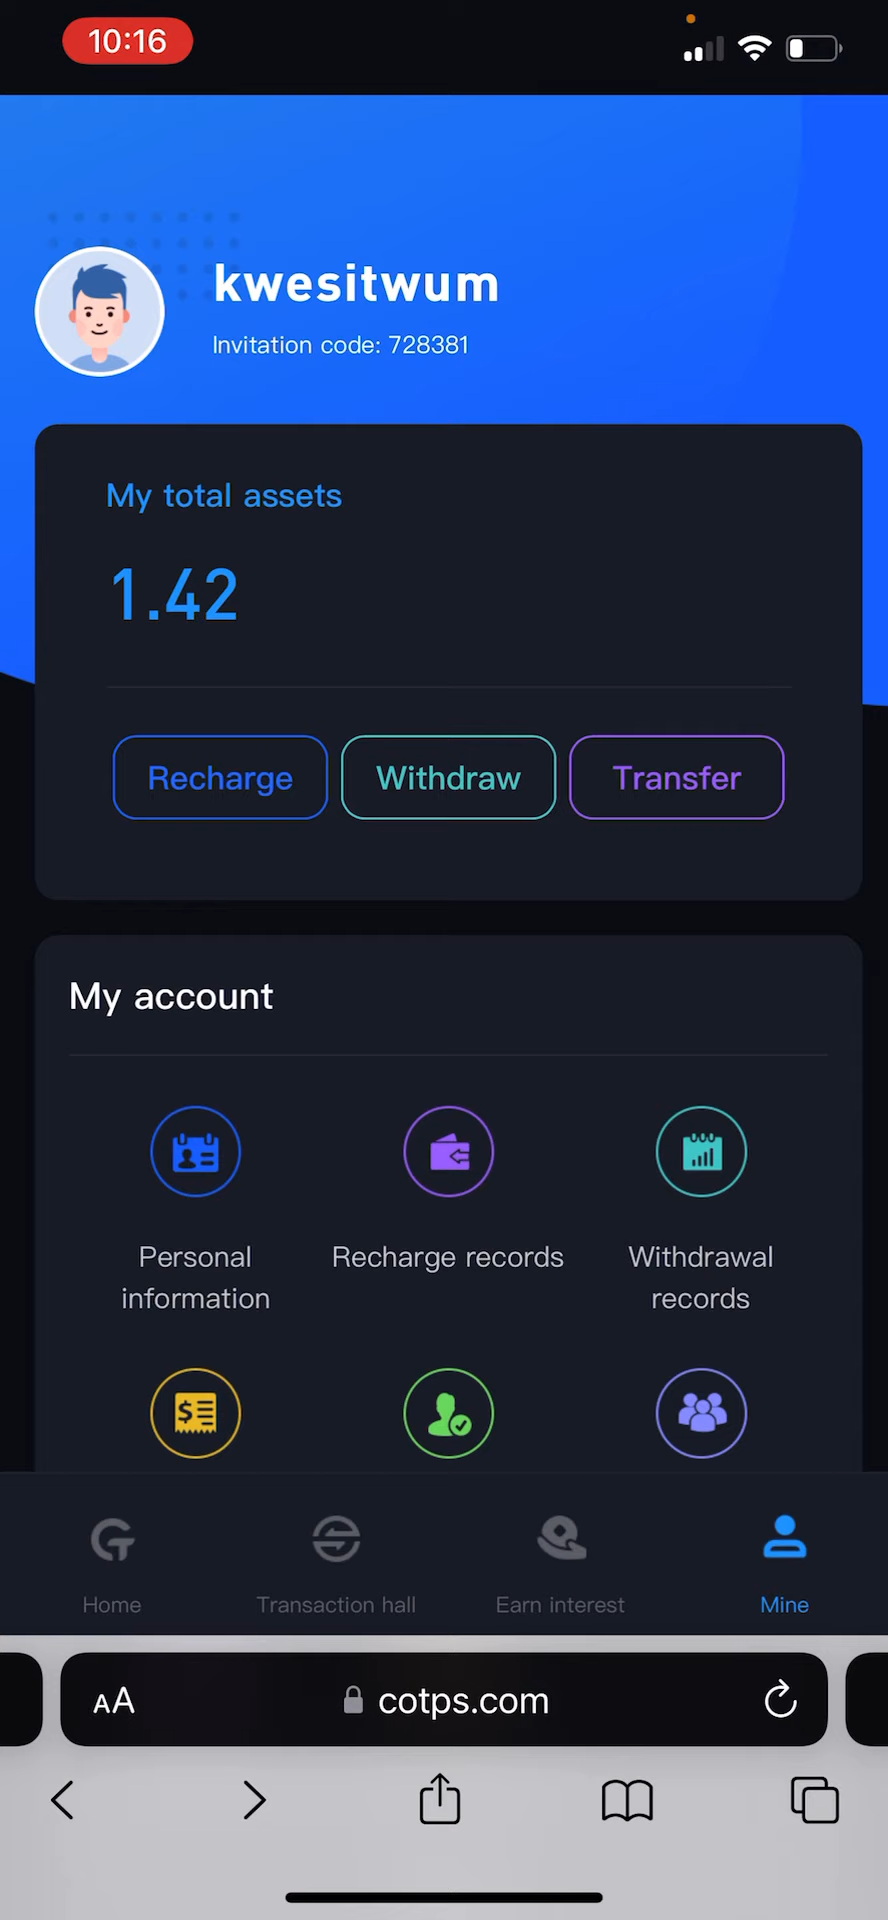 10:16
kwesitwum
Invitation code: 728381
My total assets
1.42
Recharge
Withdraw
Transfer
My account
Personal
information
Recharge records
Withdrawal
records
Home
Transaction hall
Earn interest
Mine
AA
cotps.com